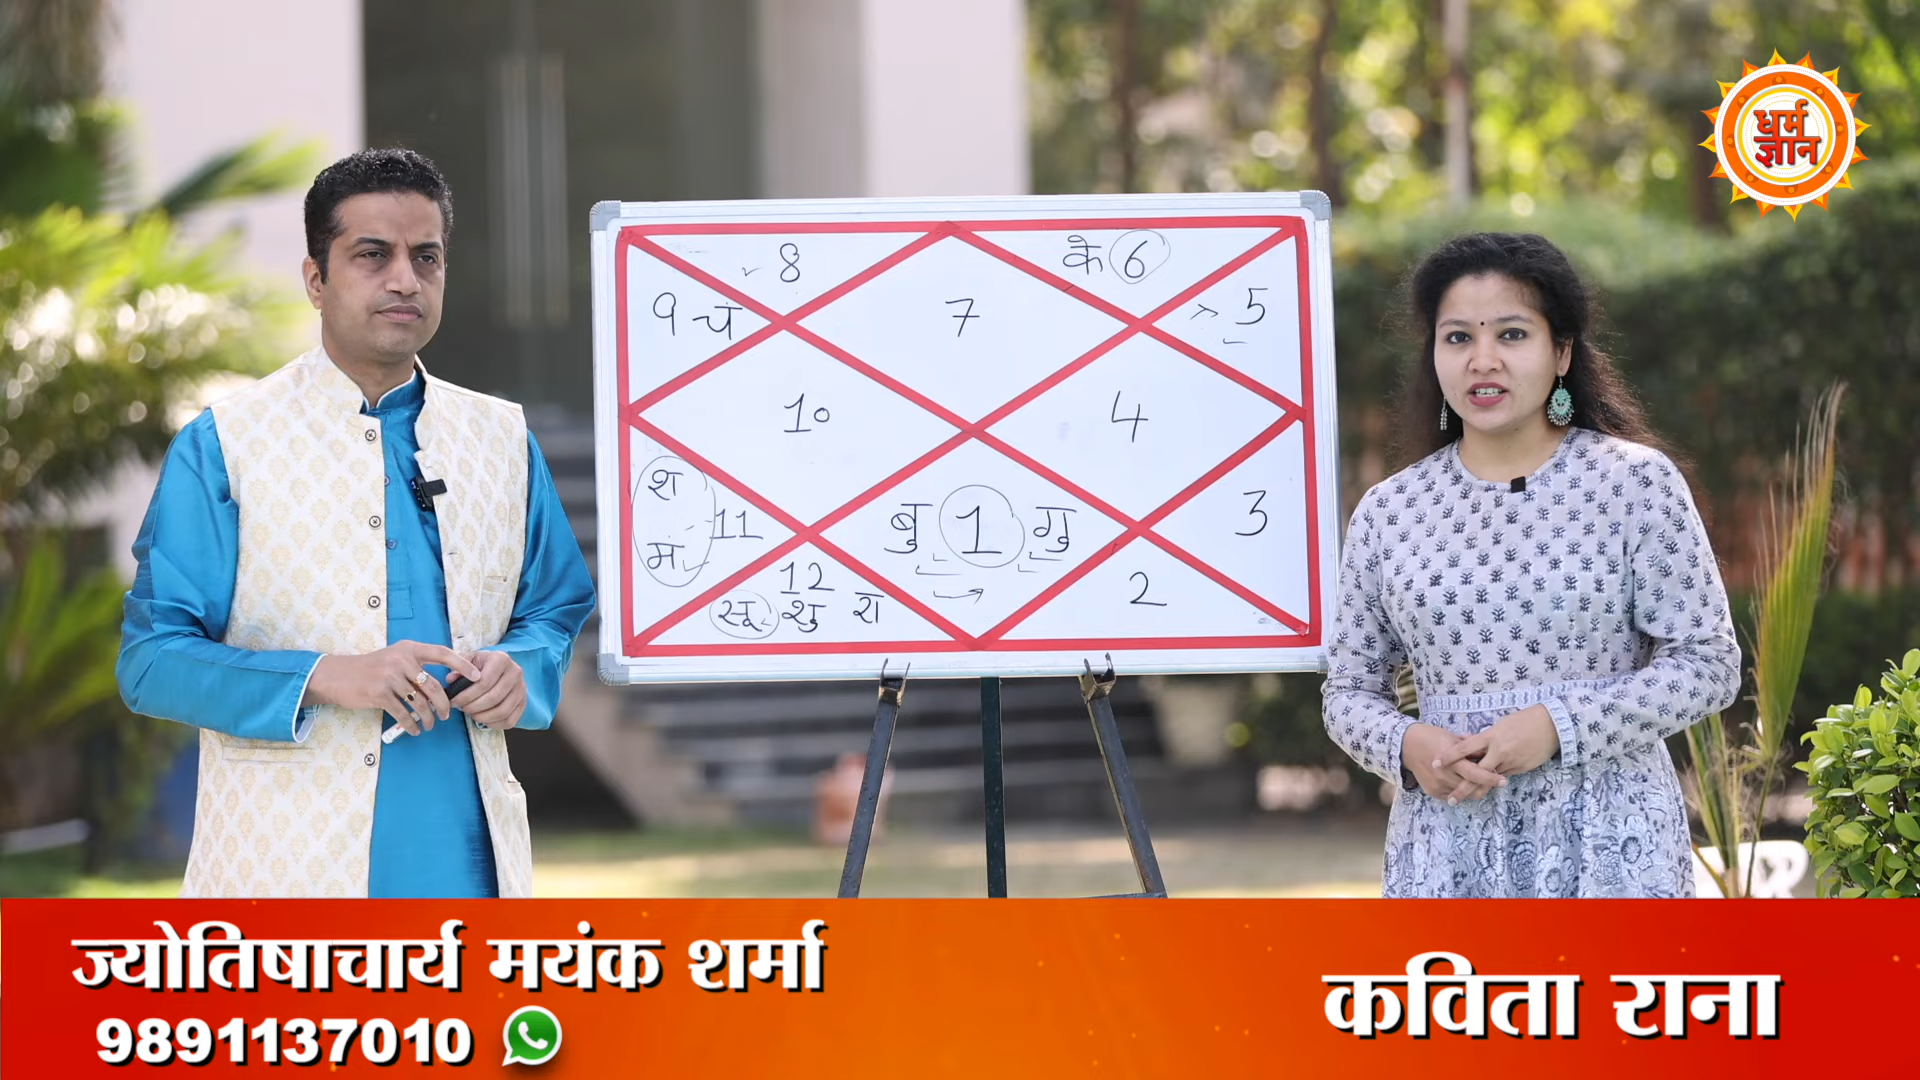 धर्म
ज्ञान
8
के 6
9 चं
7
5
10
4
श
11
मं
बु 1 गु
3
12
2
सू शु रा
ज्योतिषाचार्य मयंक शर्मा
9891137010
कविता राना